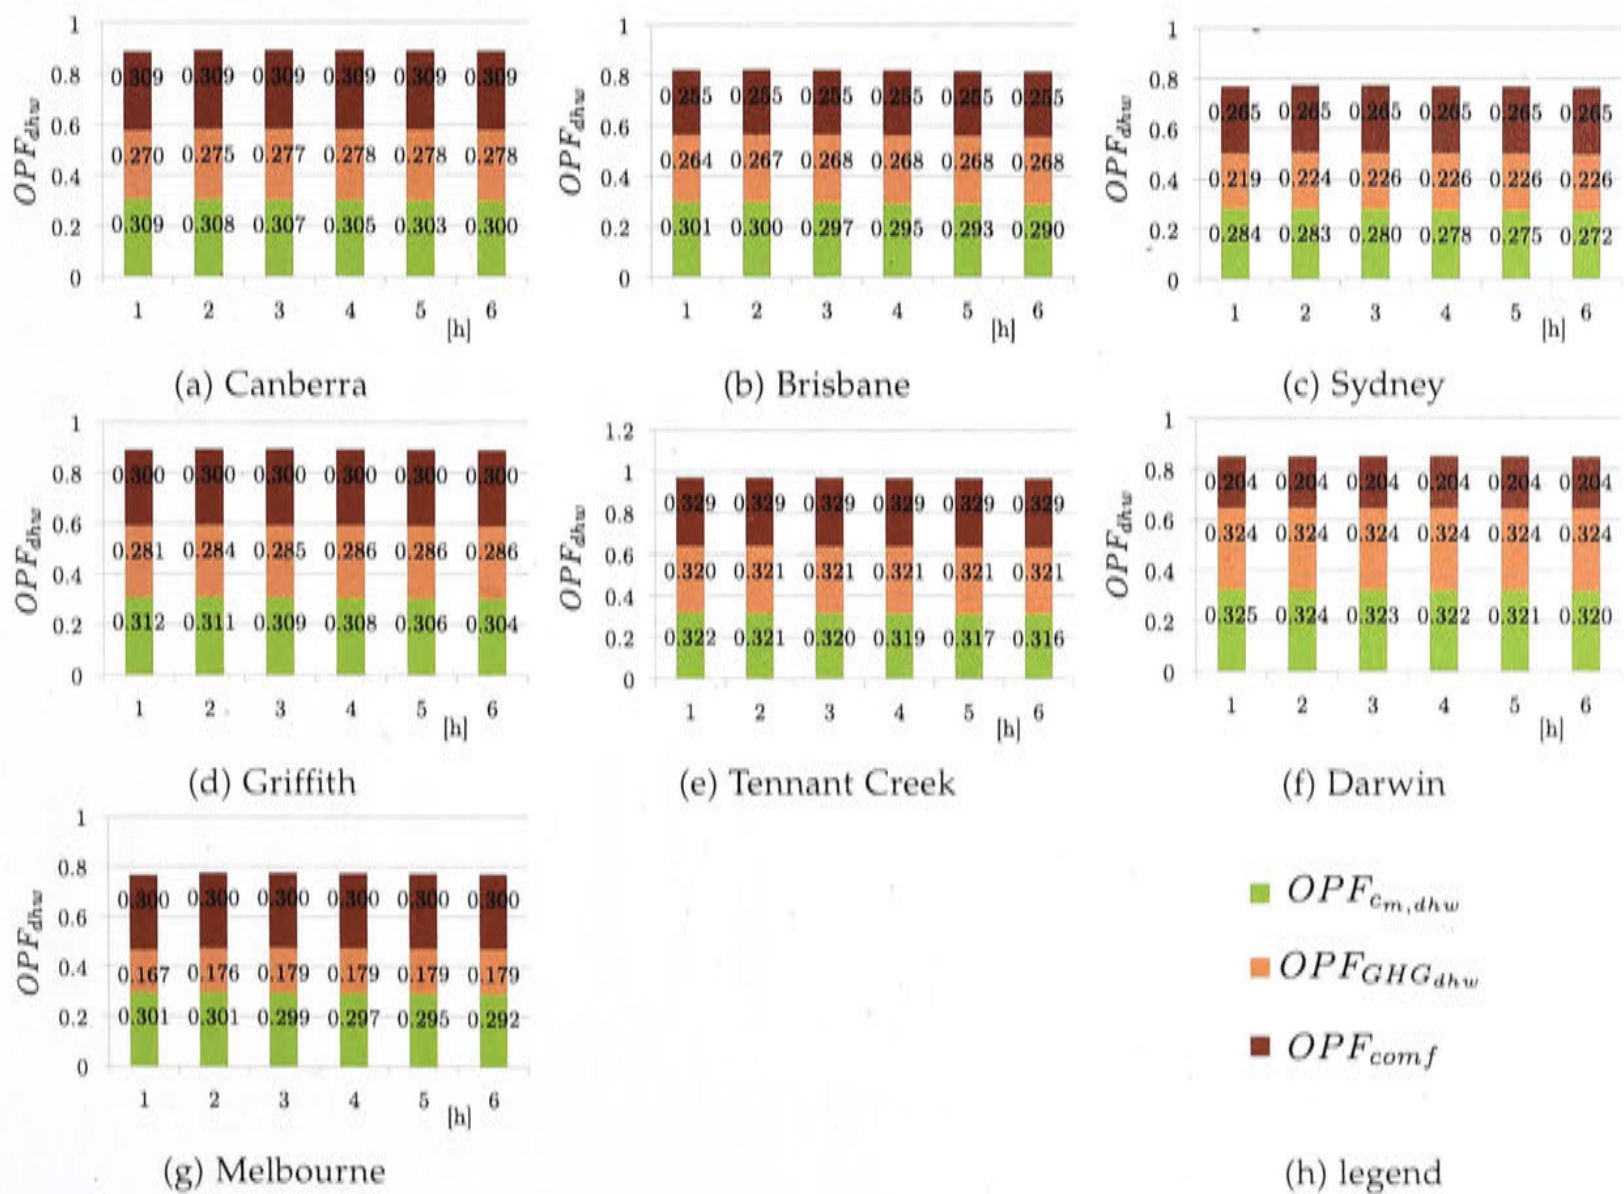 1
0.8
0.6
0.4
0.2
0
OPF_dhw
0.309 0.309 0.309 0.309 0.309 0.309
0.270 0.275 0.277 0.278 0.278 0.278
0.309 0.308 0.307 0.305 0.303 0.300
1 2 3 4 5 6
[h]
(a) Canberra
1
0.8
0.6
0.4
0.2
0
OPF_dhw
0.255 0.255 0.255 0.255 0.255 0.255
0.264 0.267 0.268 0.268 0.268 0.268
0.301 0.300 0.297 0.295 0.293 0.290
1 2 3 4 5 6
[h]
(b) Brisbane
1
0.8
0.6
0.4
0.2
0
OPF_dhw
0.265 0.265 0.265 0.265 0.265 0.265
0.219 0.224 0.226 0.226 0.226 0.226
0.284 0.283 0.280 0.278 0.275 0.272
1 2 3 4 5 6
[h]
(c) Sydney
1
0.8
0.6
0.4
0.2
0
OPF_dhw
0.300 0.300 0.300 0.300 0.300 0.300
0.281 0.284 0.285 0.286 0.286 0.286
0.312 0.311 0.309 0.308 0.306 0.304
1 2 3 4 5 6
[h]
(d) Griffith
1.2
1
0.8
0.6
0.4
0.2
0
OPF_dhw
0.329 0.329 0.329 0.329 0.329 0.329
0.320 0.321 0.321 0.321 0.321 0.321
0.322 0.321 0.320 0.319 0.317 0.316
1 2 3 4 5 6
[h]
(e) Tennant Creek
1
0.8
0.6
0.4
0.2
0
OPF_dhw
0.204 0.204 0.204 0.204 0.204 0.204
0.324 0.324 0.324 0.324 0.324 0.324
0.325 0.324 0.323 0.322 0.321 0.320
1 2 3 4 5 6
[h]
(f) Darwin
1
0.8
0.6
0.4
0.2
0
OPF_dhw
0.300 0.300 0.300 0.300 0.300 0.300
0.167 0.176 0.179 0.179 0.179 0.179
0.301 0.301 0.299 0.297 0.295 0.292
1 2 3 4 5 6
[h]
(g) Melbourne
OPF_c_m,dhw
OPF_GHG_dhw
OPF_comf
(h) legend